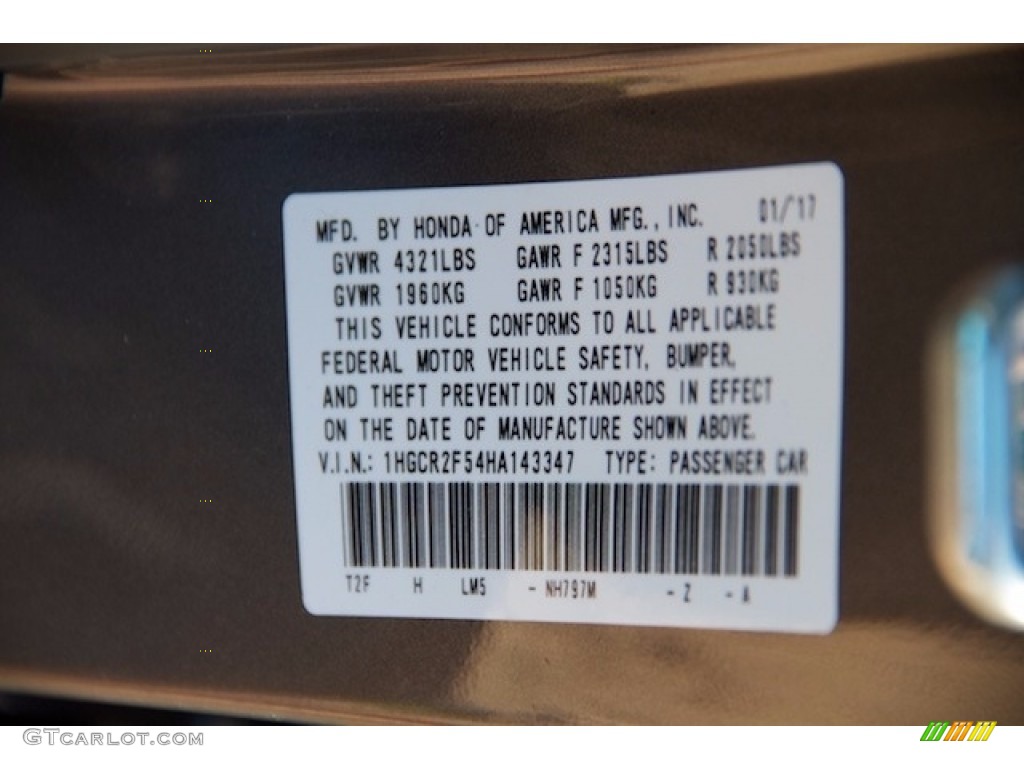 MFD. BY HONDA OF AMERICA MFG., INC. 01/17
GVWR 4321LBS GAWR F 2315LBS R 2050LBS
GVWR 1960KG GAWR F 1050KG R 930KG
THIS VEHICLE CONFORMS TO ALL APPLICABLE
FEDERAL MOTOR VEHICLE SAFETY, BUMPER,
AND THEFT PREVENTION STANDARDS IN EFFECT
ON THE DATE OF MANUFACTURE SHOWN ABOVE.
V.I.N.: 1HGCR2F54HA143347 TYPE: PASSENGER CAR
T2F H LM5 - NH797M - Z - A
GTCarLot.com